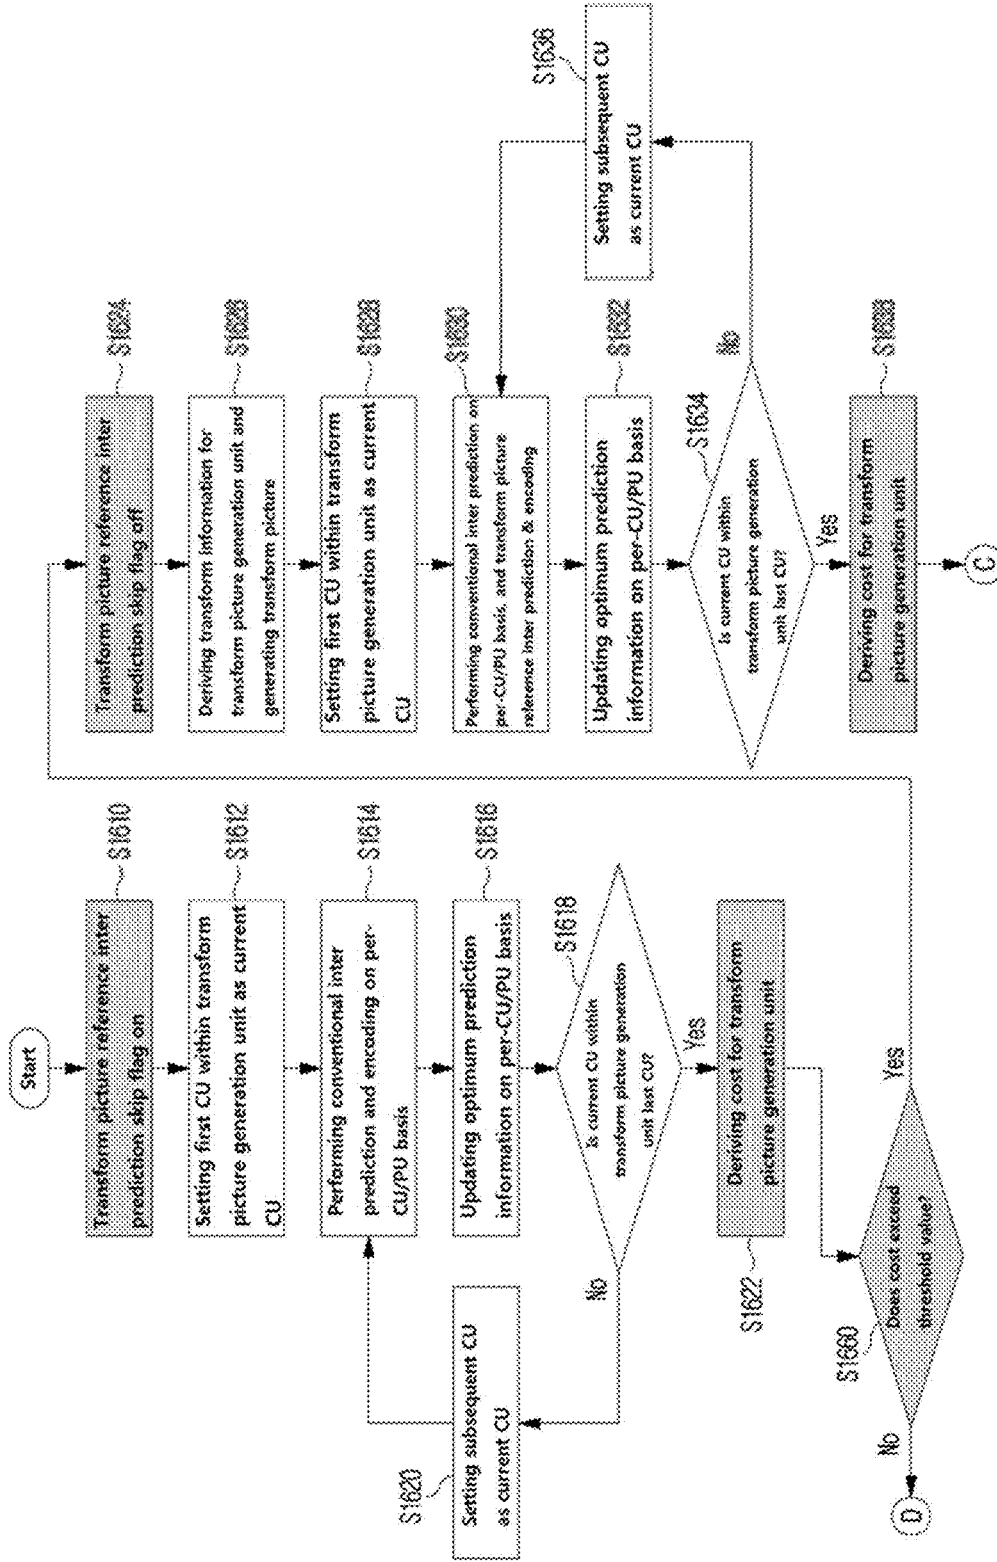 Start
Transform picture reference inter
prediction skip flag on
S1610
Setting first CU within transform
picture generation unit as current
CU
S1612
Performing conventional inter
prediction and encoding on per-
CU/PU basis
S1614
Updating optimum prediction
information on per-CU/PU basis
S1616
Is current CU within
transform picture generation
unit last CU?
S1618
No
Yes
Setting subsequent CU
as current CU
S1620
Deriving cost for transform
picture generation unit
S1622
Does cost exceed
threshold value?
S1660
No
Yes
D
Transform picture reference inter
prediction skip flag off
S1624
Deriving transform information for
transform picture generation unit and
generating transform picture
S1626
Setting first CU within transform
picture generation unit as current
CU
S1628
Performing conventional inter prediction on
per-CU/PU basis, and transform picture
reference inter prediction & encoding
S1630
Updating optimum prediction
information on per-CU/PU basis
S1632
Is current CU within
transform picture generation
unit last CU?
S1634
No
Yes
Setting subsequent CU
as current CU
S1636
Deriving cost for transform
picture generation unit
S1638
C